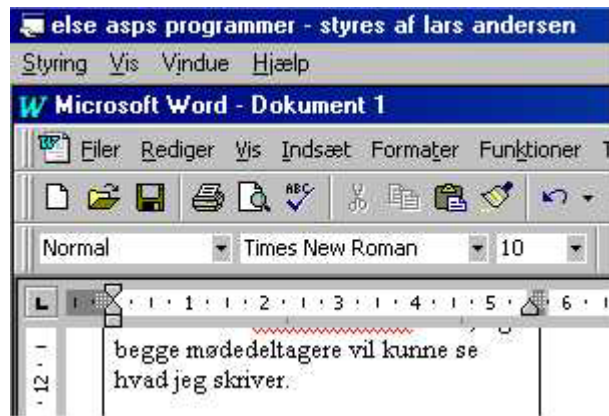 else asps programmer - styres af lars andersen
Styring Vis Vindue Hjælp
Microsoft Word - Dokument 1
Filer Rediger Vis Indsæt Formater Funktioner
ABC
Normal Times New Roman 10
1 2 3 4 5 6
begge mødedeltagere vil kunne se
hvad jeg skriver.
12